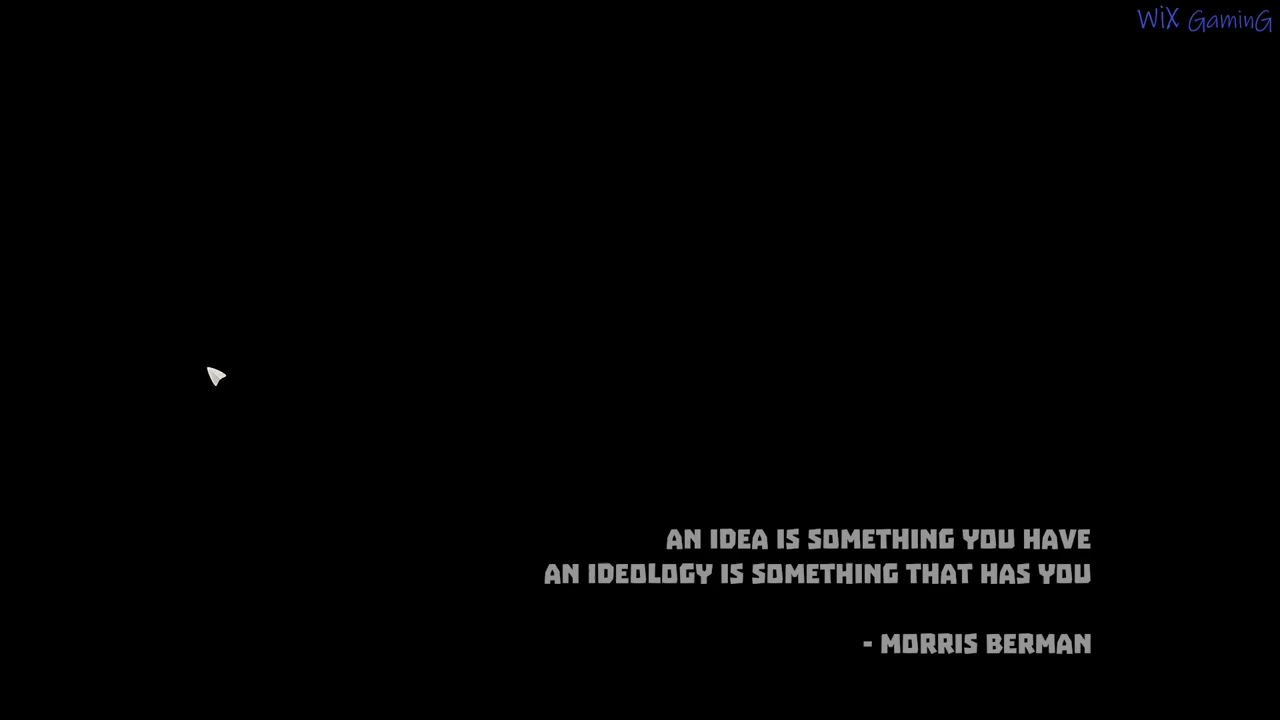 WiX GaminG
AN IDEA IS SOMETHING YOU HAVE
AN IDEOLOGY IS SOMETHING THAT HAS YOU
- MORRIS BERMAN